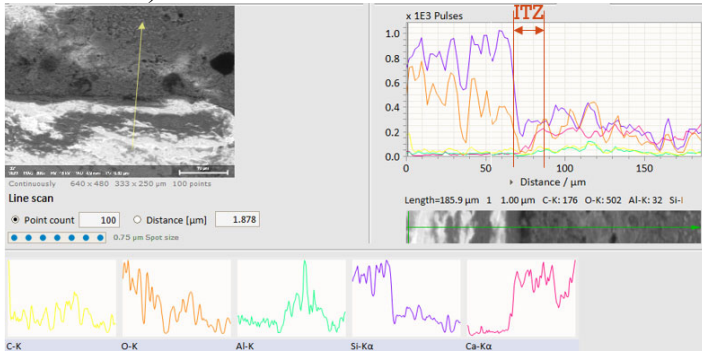 Continuously 640 x 480 333 x 250 µm 100 points
Line scan
Point count 100 Distance [µm] 1.878
0.75 µm Spot size
x 1E3 Pulses
ITZ
1.0
0.8
0.6
0.4
0.2
0.0
0 50 100 150
Distance / µm
Length=185.9 µm 1 1.00 µm C-K: 176 O-K: 502 Al-K: 32 Si-I
C-K O-K Al-K Si-Kα Ca-Kα